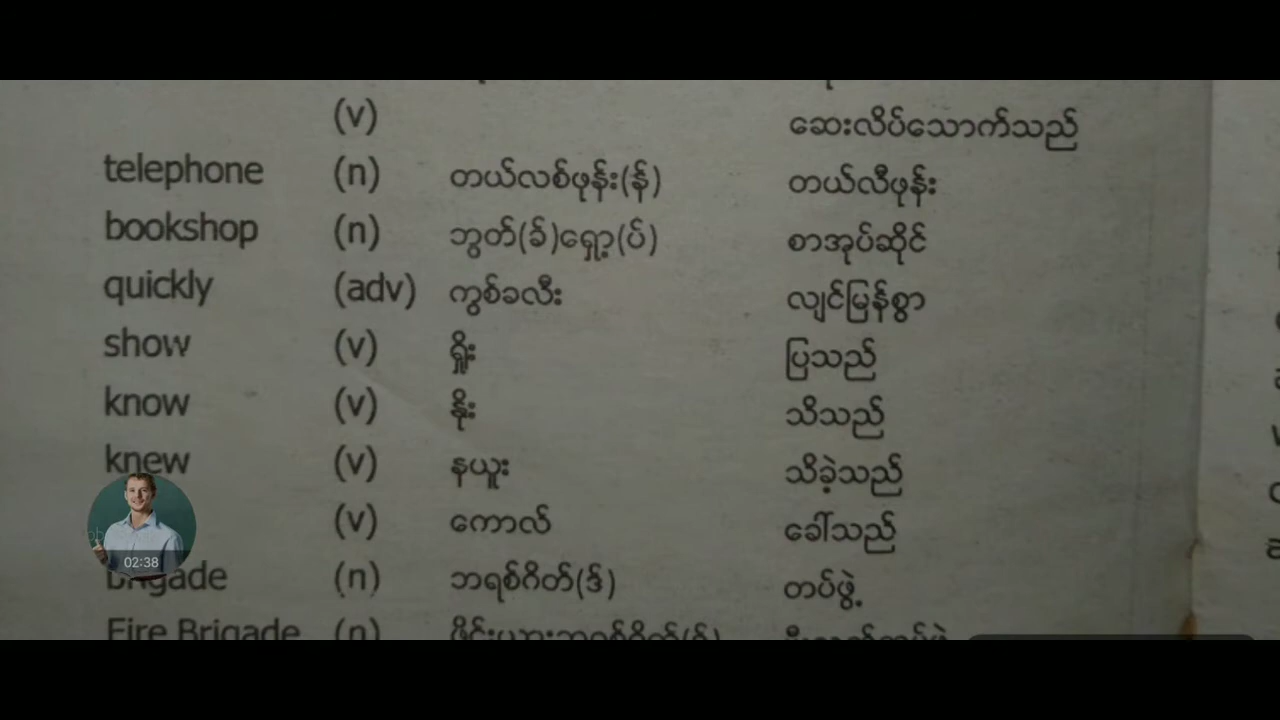 (v) ဆေးလိပ်သောက်သည်
telephone (n) တယ်လစ်ဖုန်း(န်) တယ်လီဖုန်း
bookshop (n) ဘွတ်(ခ်)ရှော့(ပ်) စာအုပ်ဆိုင်
quickly (adv) ကွစ်ခလီး လျင်မြန်စွာ
show (v) ရှိုး ပြသည်
know (v) နိုး သိသည်
knew (v) နယူး သိခဲ့သည်
(v) ကောလ် ခေါ်သည်
brigade (n) ဘရစ်ဂိတ်(ဒ်) တပ်ဖွဲ့
Fire Brigade (n)
02:38